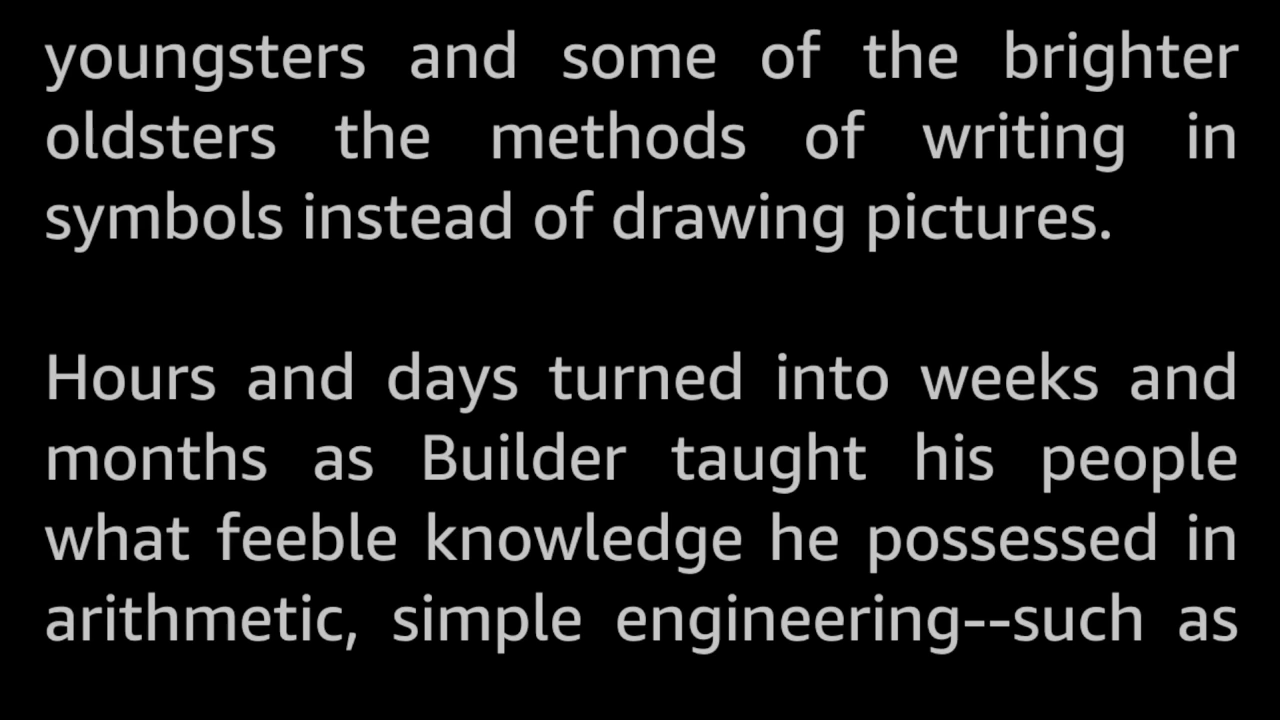 youngsters and some of the brighter
oldsters the methods of writing in
symbols instead of drawing pictures.
Hours and days turned into weeks and
months as Builder taught his people
what feeble knowledge he possessed in
arithmetic, simple engineering--such as